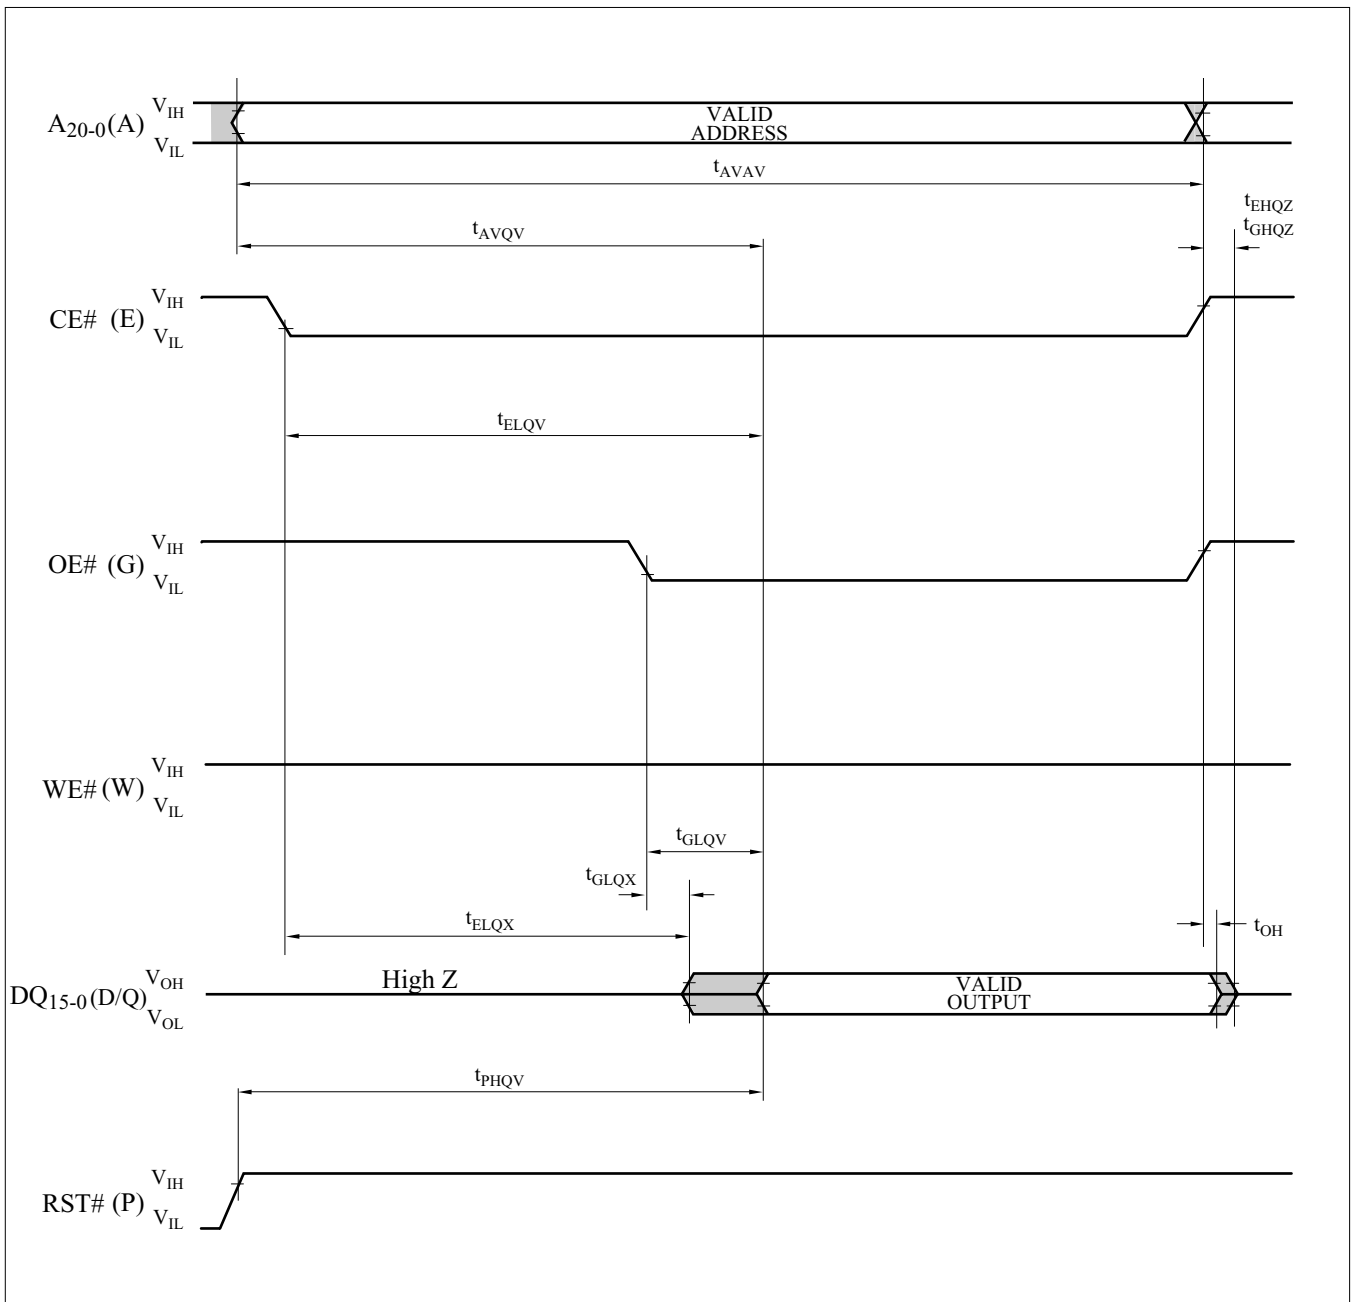 A20-0(A) VIH
VIL
VALID
ADDRESS
tAVAV
tEHQZ
tGHQZ
tAVQV
CE# (E) VIH
VIL
tELQV
OE# (G) VIH
VIL
WE# (W) VIH
VIL
tGLQV
tGLQX
tELQX
tOH
DQ15-0(D/Q) VOH
VOL
High Z
VALID
OUTPUT
tPHQV
RST# (P) VIH
VIL